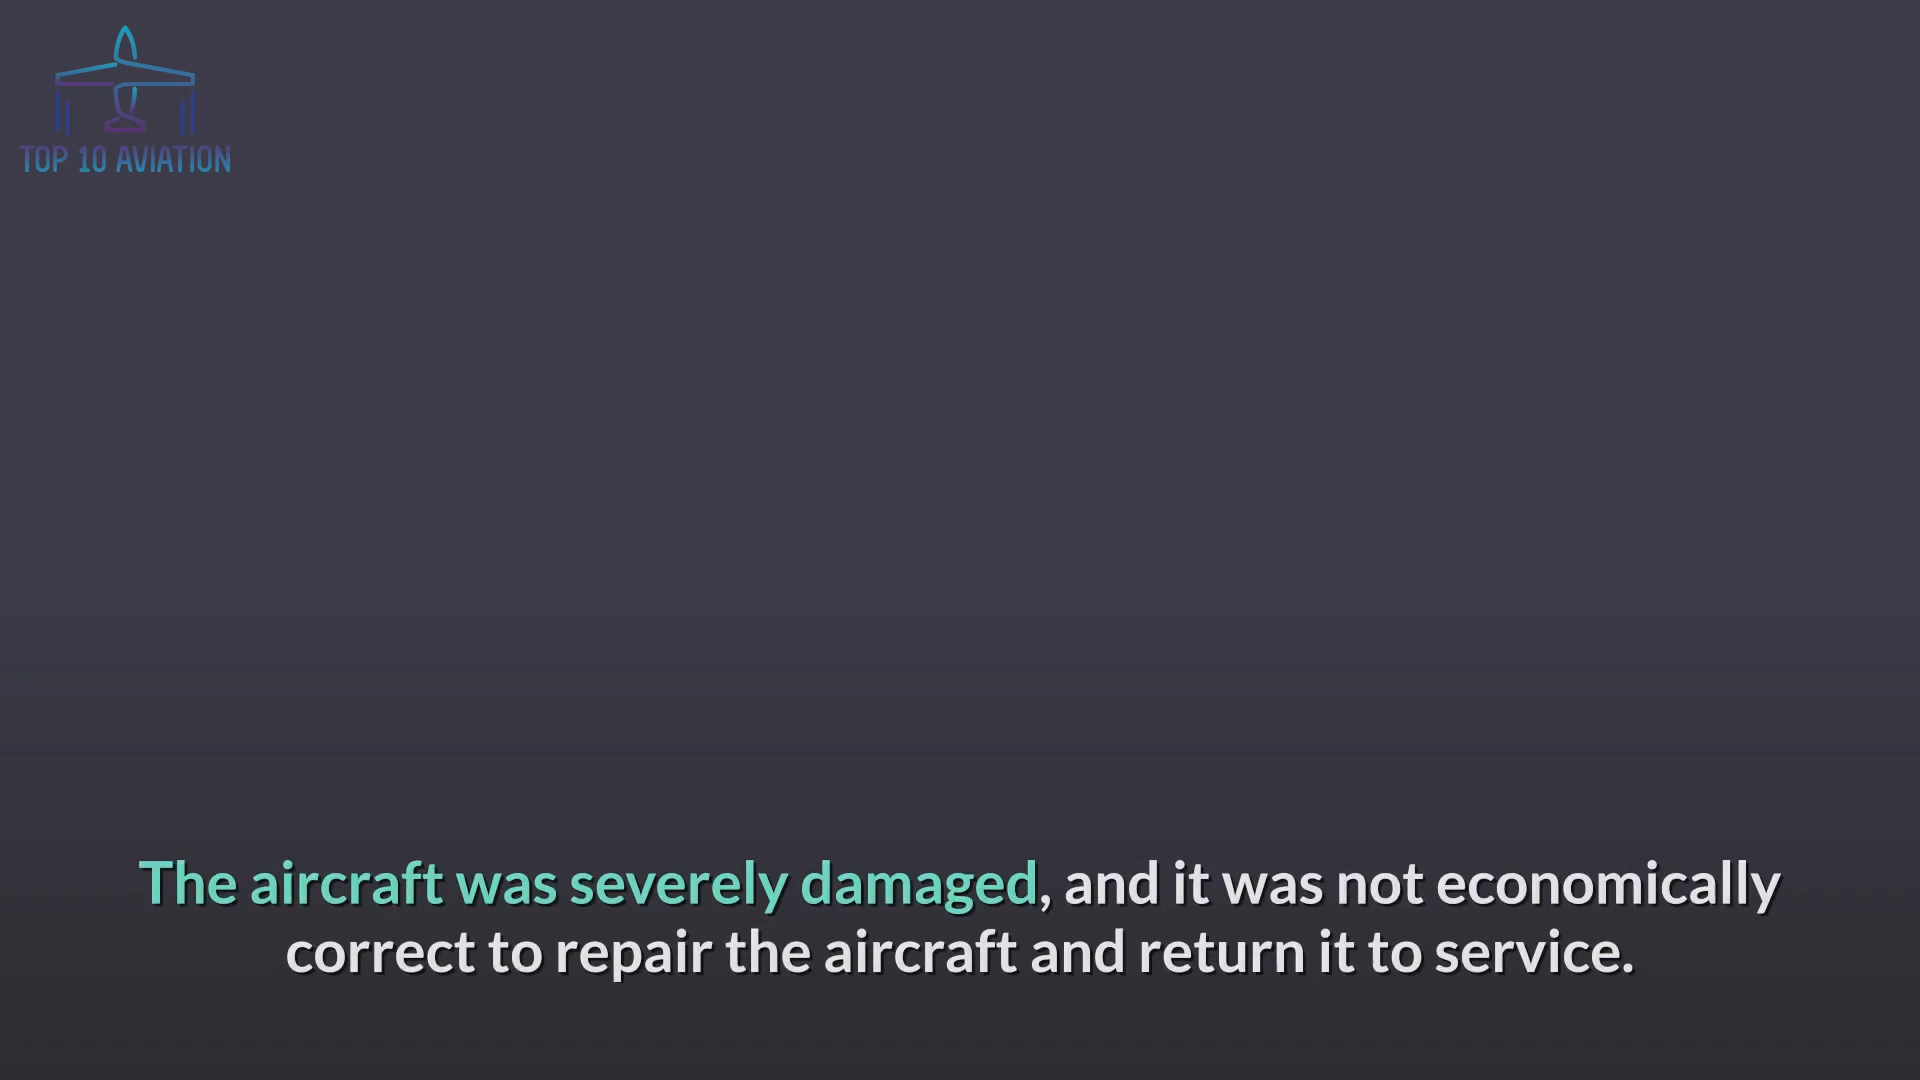 TOP 10 AVIATION
The aircraft was severely damaged, and it was not economically
correct to repair the aircraft and return it to service.